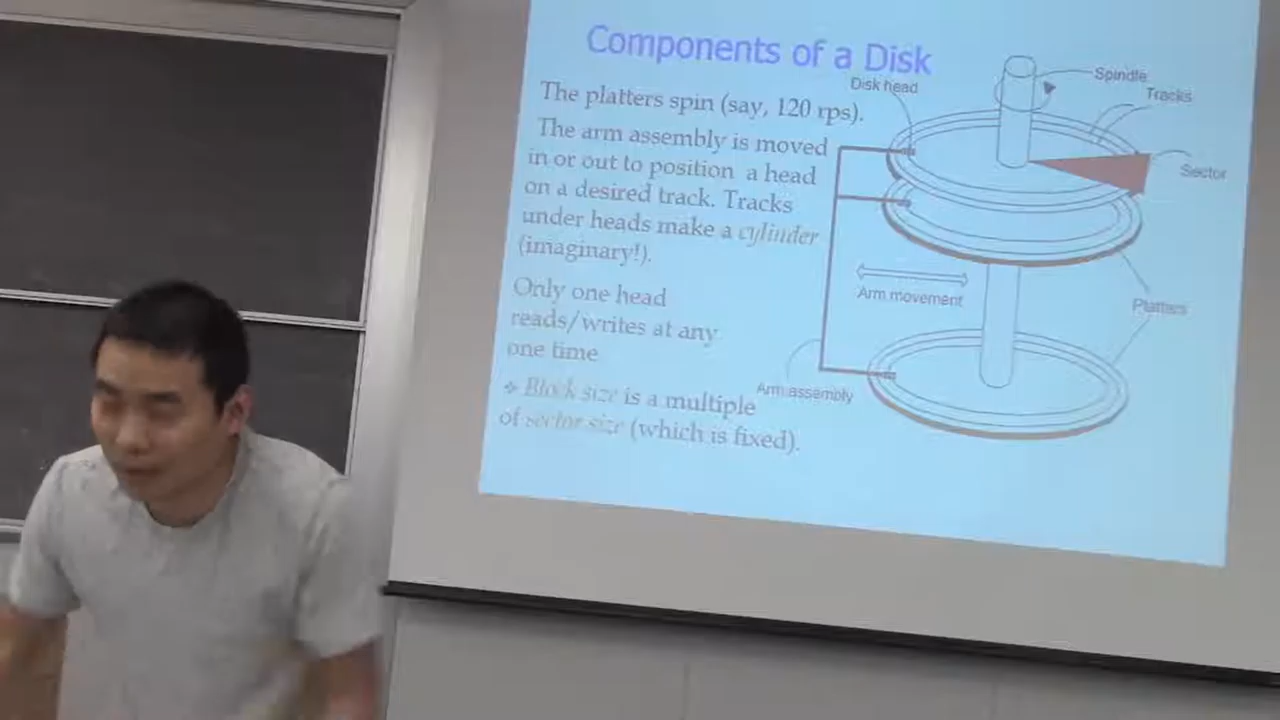 Components of a Disk
The platters spin (say, 120 rps).
The arm assembly is moved
in or out to position a head
on a desired track. Tracks
under heads make a cylinder
(imaginary!).
Only one head
reads/writes at any
one time
❖ Block size is a multiple
of sector size (which is fixed).
Disk head
Spindle
Tracks
Sector
Arm movement
Platters
Arm assembly